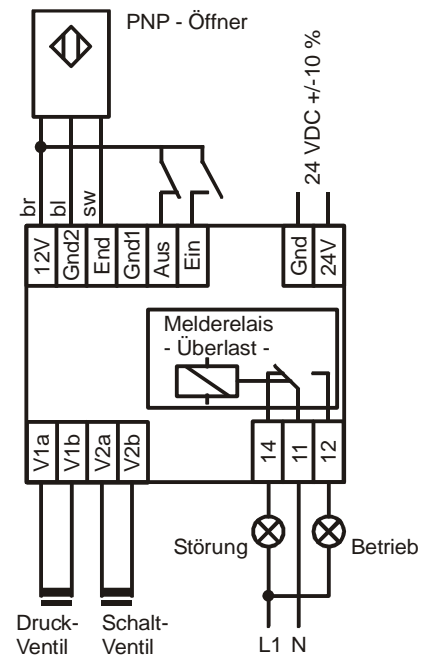 PNP - Öffner
24 VDC +/-10 %
br
bl
sw
12V
Gnd2
End
Gnd1
Aus
Ein
Gnd
24V
Melderelais
- Überlast -
V1a
V1b
V2a
V2b
14
11
12
Störung
Betrieb
Druck-
Ventil
Schalt-
Ventil
L1 N